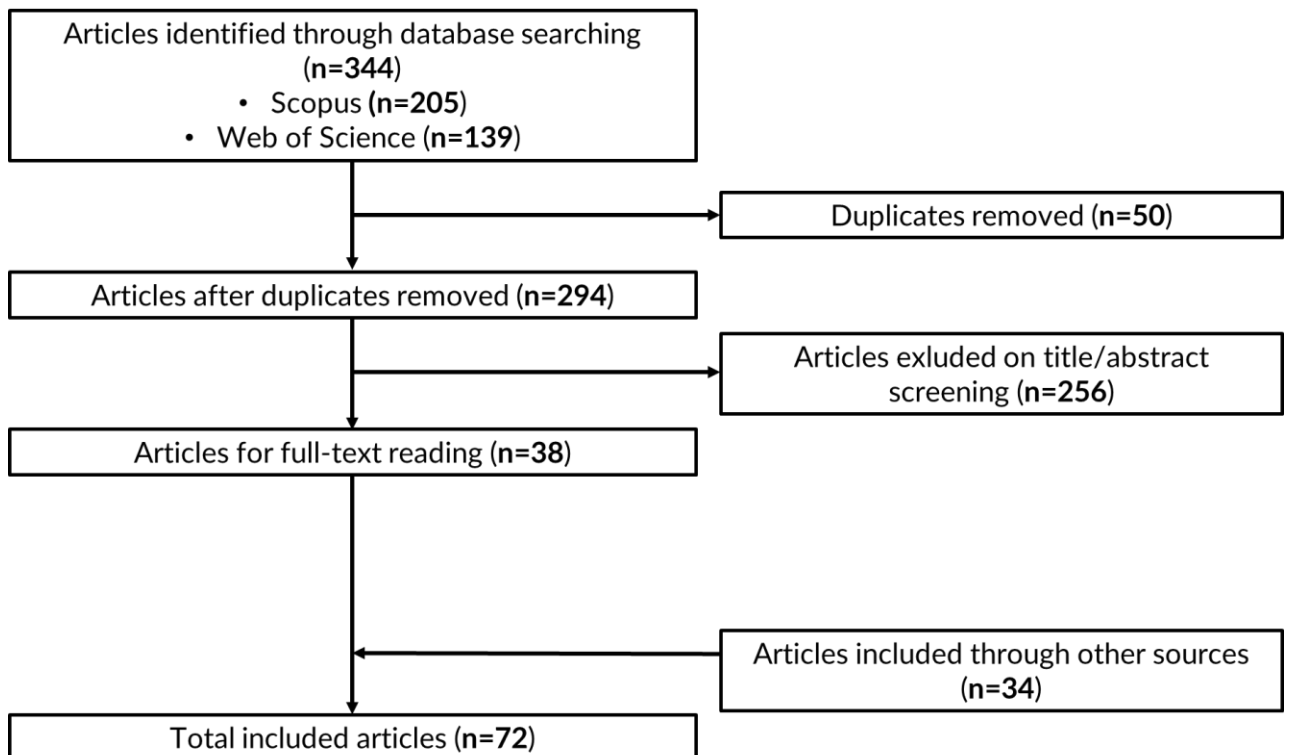 Articles identified through database searching
(n=344)
• Scopus (n=205)
• Web of Science (n=139)
Duplicates removed (n=50)
Articles after duplicates removed (n=294)
Articles exluded on title/abstract
screening (n=256)
Articles for full-text reading (n=38)
Articles included through other sources
(n=34)
Total included articles (n=72)